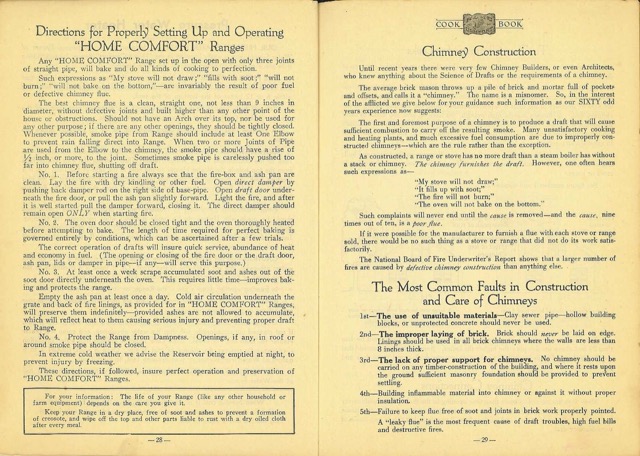 Directions for Properly Setting Up and Operating
"HOME COMFORT" Ranges
Any "HOME COMFORT" Range set up in the open with only three joints
of straight pipe, will bake and do all kinds of cooking to perfection.
Such expressions as "My stove will not draw;" "fills with soot;" "will not
burn;" "will not bake on the bottom,"—are invariably the result of poor
fuel or defective chimney flue.
The best chimney flue is a clean, straight one, not less than 9 inches in
diameter, without defective joints and built higher than any other point of the
house or obstructions. Should not have an Arch over its top, nor be used for
any other purpose; if there are any other openings, they should be tightly closed.
Whenever possible, smoke pipe from Range should include at least One Elbow
to prevent rain falling direct into Range. When two or more Joints of Pipe
are used from the Elbow to the chimney, the smoke pipe should have a rise of
½ inch, or more, to the joint. Sometimes smoke pipe is carelessly pushed too
far into chimney flue, shutting off draft.
No. 1. Before starting a fire always see that the fire-box and ash pan are
clean. Lay the fire with dry kindling or other fuel. Open direct damper by
pushing back damper rod on the right side of base-pipe. Open draft door under-
neath the fire door, or pull the ash pan slightly forward. Light the fire, and after
it is well started pull the damper forward, closing it. The direct damper should
remain open ONLY when starting fire.
No. 2. The oven door should be closed tight and the oven thoroughly heated
before attempting to bake. The length of time required for perfect baking is
governed entirely by conditions, which can be ascertained after a few trials.
The correct operation of drafts will insure quick service, abundance of heat
and economy in fuel. (The opening or closing of the fire door or the draft door,
ash pan, lids or damper in pipe—if any—will serve this purpose.)
No. 3. At least once a week scrape accumulated soot and ashes out of the
soot door directly underneath the oven. This requires little time—improves bak-
ing and protects the range.
Empty the ash pan at least once a day. Cold air circulation underneath the
grate and back of fire linings, as provided for in "HOME COMFORT" Ranges,
will preserve them indefinitely—provided ashes are not allowed to accumulate,
which will reflect heat to them causing serious injury and preventing proper draft
to Range.
No. 4. Protect the Range from Dampness. Openings, if any, in roof or
around smoke pipe should be closed.
In extreme cold weather we advise the Reservoir being emptied at night, to
prevent injury by freezing.
These directions, if followed, insure perfect operation and preservation of
"HOME COMFORT" Ranges.
For your information: The life of your Range (like any other household or
farm equipment) depends on the care you give it.
Keep your Range in a dry place, free of soot and ashes to prevent a formation
of creosote, and wipe off the top and other parts liable to rust with a dry oiled cloth
after every meal.
—28—
COOK BOOK
Chimney Construction
Until recent years there were very few Chimney Builders, or even Architects,
who knew anything about the Science of Drafts or the requirements of a chimney.
The average brick mason throws up a pile of brick and mortar full of pockets
and offsets, and calls it a "chimney." The name is a misnomer. So, in the interest
of the afflicted we give below for your guidance such information as our SIXTY odd
years experience now suggests:
The first and foremost purpose of a chimney is to produce a draft that will cause
sufficient combustion to carry off the resulting smoke. Many unsatisfactory cooking
and heating plants, and much excessive fuel consumption are due to improperly con-
structed chimneys—which are the rule rather than the exception.
As constructed, a range or stove has no more draft than a steam boiler has without
a stack or chimney. The chimney furnishes the draft. However, one often hears
such expressions as—
"My stove will not draw;"
"It fills up with soot;"
"The fire will not burn;"
"The oven will not bake on the bottom."
Such complaints will never end until the cause is removed—and the cause, nine
times out of ten, is a poor flue.
If it were possible for the manufacturer to furnish a flue with each stove or range
sold, there would be no such thing as a stove or range that did not do its work satis-
factorily.
The National Board of Fire Underwriter's Report shows that a larger number of
fires are caused by defective chimney construction than anything else.
The Most Common Faults in Construction
and Care of Chimneys
1st—The use of unsuitable materials—Clay sewer pipe—hollow building
blocks, or unprotected concrete should never be used.
2nd—The improper laying of brick. Brick should never be laid on edge.
Linings should be used in all brick chimneys where the walls are less than
8 inches thick.
3rd—The lack of proper support for chimneys. No chimney should be
carried on any timber-construction of the building, and where it rests upon
the ground sufficient masonry foundation should be provided to prevent
settling.
4th—Building inflammable material into chimney or against it without proper
insulation.
5th—Failure to keep flue free of soot and joints in brick work properly pointed.
A "leaky flue" is the most frequent cause of draft troubles, high fuel bills
and destructive fires.
—29—